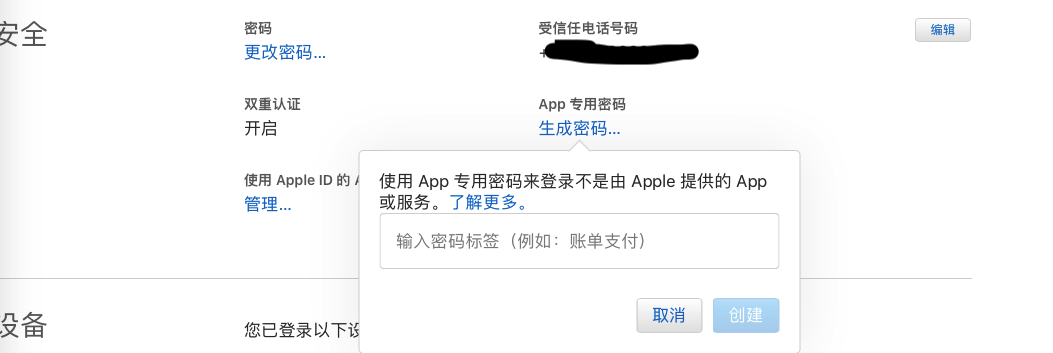 安全
密码
更改密码...
受信任电话号码
编辑
双重认证
开启
App 专用密码
生成密码...
使用 Apple ID 的
管理...
使用 App 专用密码来登录不是由 Apple 提供的 App
或服务。了解更多。
输入密码标签（例如：账单支付）
取消
创建
设备
您已登录以下设